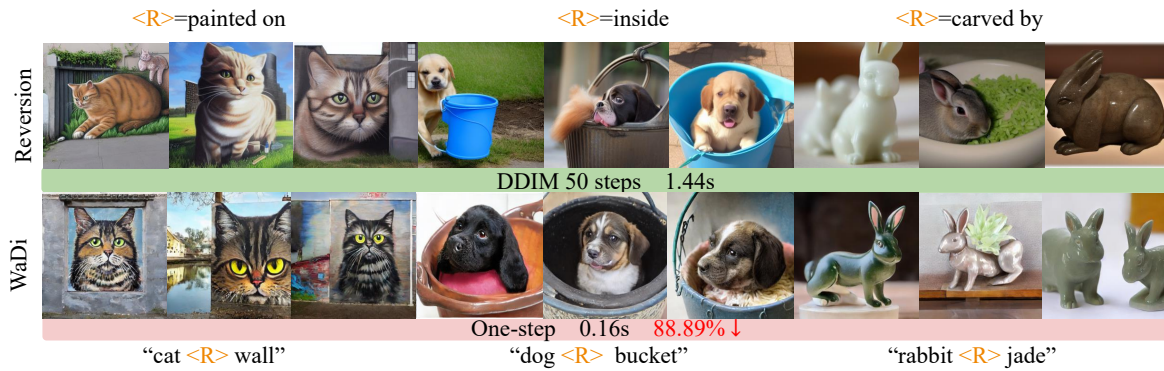 <R>=painted on <R>=inside <R>=carved by
Reversion
DDIM 50 steps 1.44s
WaDi
One-step 0.16s 88.89%↓
“cat <R> wall” “dog <R> bucket” “rabbit <R> jade”